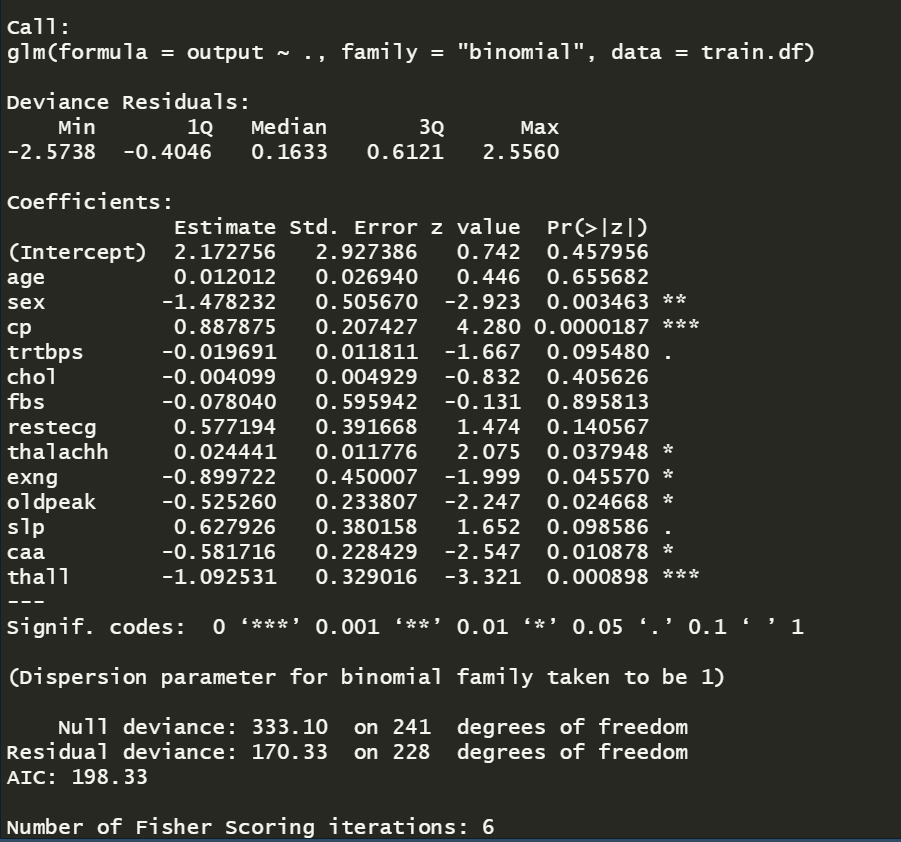 Call:
glm(formula = output ~ ., family = "binomial", data = train.df)
Deviance Residuals:
    Min       1Q   Median       3Q      Max
-2.5738  -0.4046   0.1633   0.6121   2.5560
Coefficients:
             Estimate Std. Error z value  Pr(>|z|)
(Intercept)  2.172756   2.927386   0.742  0.457956
age          0.012012   0.026940   0.446  0.655682
sex         -1.478232   0.505670  -2.923  0.003463 **
cp           0.887875   0.207427   4.280 0.0000187 ***
trtbps      -0.019691   0.011811  -1.667  0.095480 .
chol        -0.004099   0.004929  -0.832  0.405626
fbs         -0.078040   0.595942  -0.131  0.895813
restecg      0.577194   0.391668   1.474  0.140567
thalachh     0.024441   0.011776   2.075  0.037948 *
exng        -0.899722   0.450007  -1.999  0.045570 *
oldpeak     -0.525260   0.233807  -2.247  0.024668 *
slp          0.627926   0.380158   1.652  0.098586 .
caa         -0.581716   0.228429  -2.547  0.010878 *
thall       -1.092531   0.329016  -3.321  0.000898 ***
---
Signif. codes:  0 ‘***’ 0.001 ‘**’ 0.01 ‘*’ 0.05 ‘.’ 0.1 ‘ ’ 1
(Dispersion parameter for binomial family taken to be 1)
    Null deviance: 333.10  on 241  degrees of freedom
Residual deviance: 170.33  on 228  degrees of freedom
AIC: 198.33
Number of Fisher Scoring iterations: 6